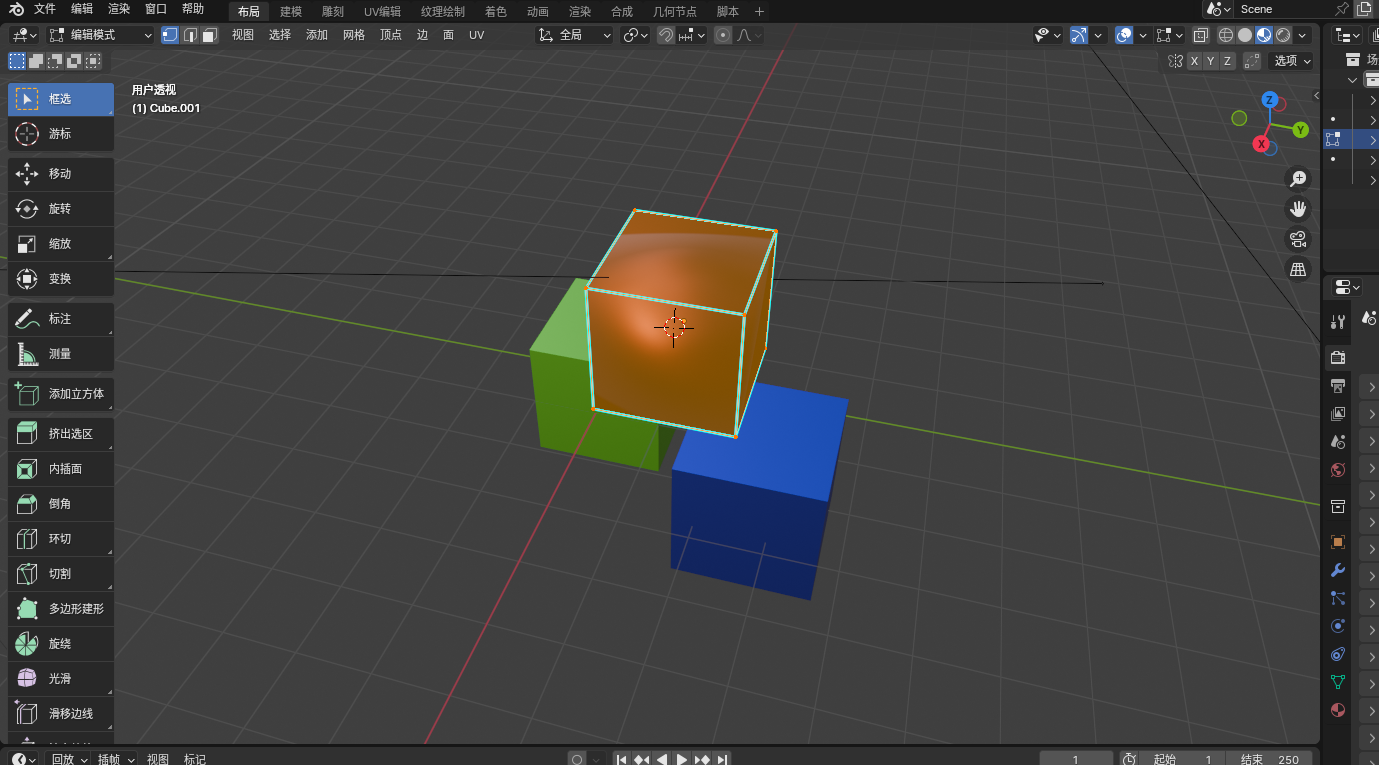 文件 编辑 渲染 窗口 帮助 布局 建模 雕刻 UV编辑 纹理绘制 着色 动画 渲染 合成 几何节点 脚本 + Scene
编辑模式 视图 选择 添加 网格 顶点 边 面 UV 全局
X Y Z 选项
用户透视
(1) Cube.001
框选
游标
移动
旋转
缩放
变换
标注
测量
添加立方体
挤出选区
内插面
倒角
环切
切割
多边形建形
旋绕
光滑
滑移边线
Z
Y
X
场
回放 插帧 视图 标记 1 起始 1 结束 250